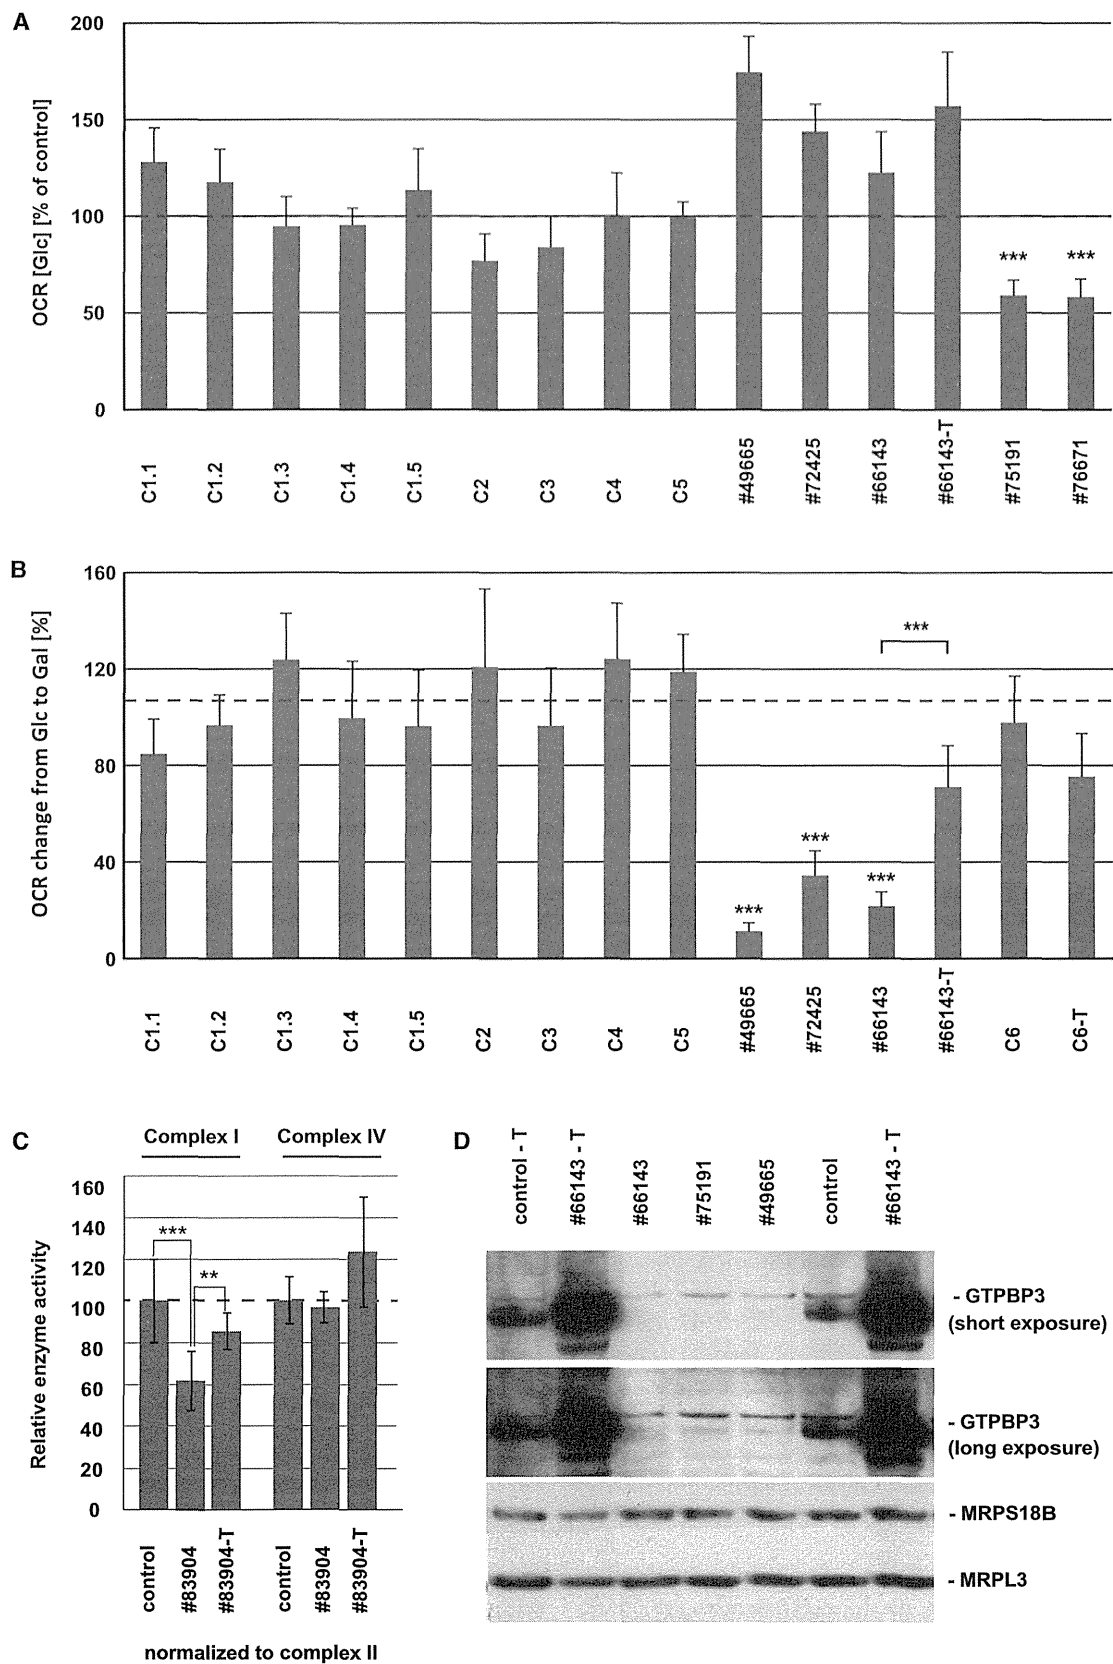 A
OCR [Glc] [% of control]
200
150
100
50
0
*** ***
C1.1 C1.2 C1.3 C1.4 C1.5 C2 C3 C4 C5 #49665 #72425 #66143 #66143-T #75191 #76671
B
OCR change from Glc to Gal [%]
160
120
80
40
0
***
***
***
***
C1.1 C1.2 C1.3 C1.4 C1.5 C2 C3 C4 C5 #49665 #72425 #66143 #66143-T C6 C6-T
C
Complex I Complex IV
Relative enzyme activity
160
140
120
100
80
60
40
20
0
***
**
control #83904 #83904-T control #83904 #83904-T
normalized to complex II
D
control - T #66143 - T #66143 #75191 #49665 control #66143 - T
- GTPBP3
(short exposure)
- GTPBP3
(long exposure)
- MRPS18B
- MRPL3